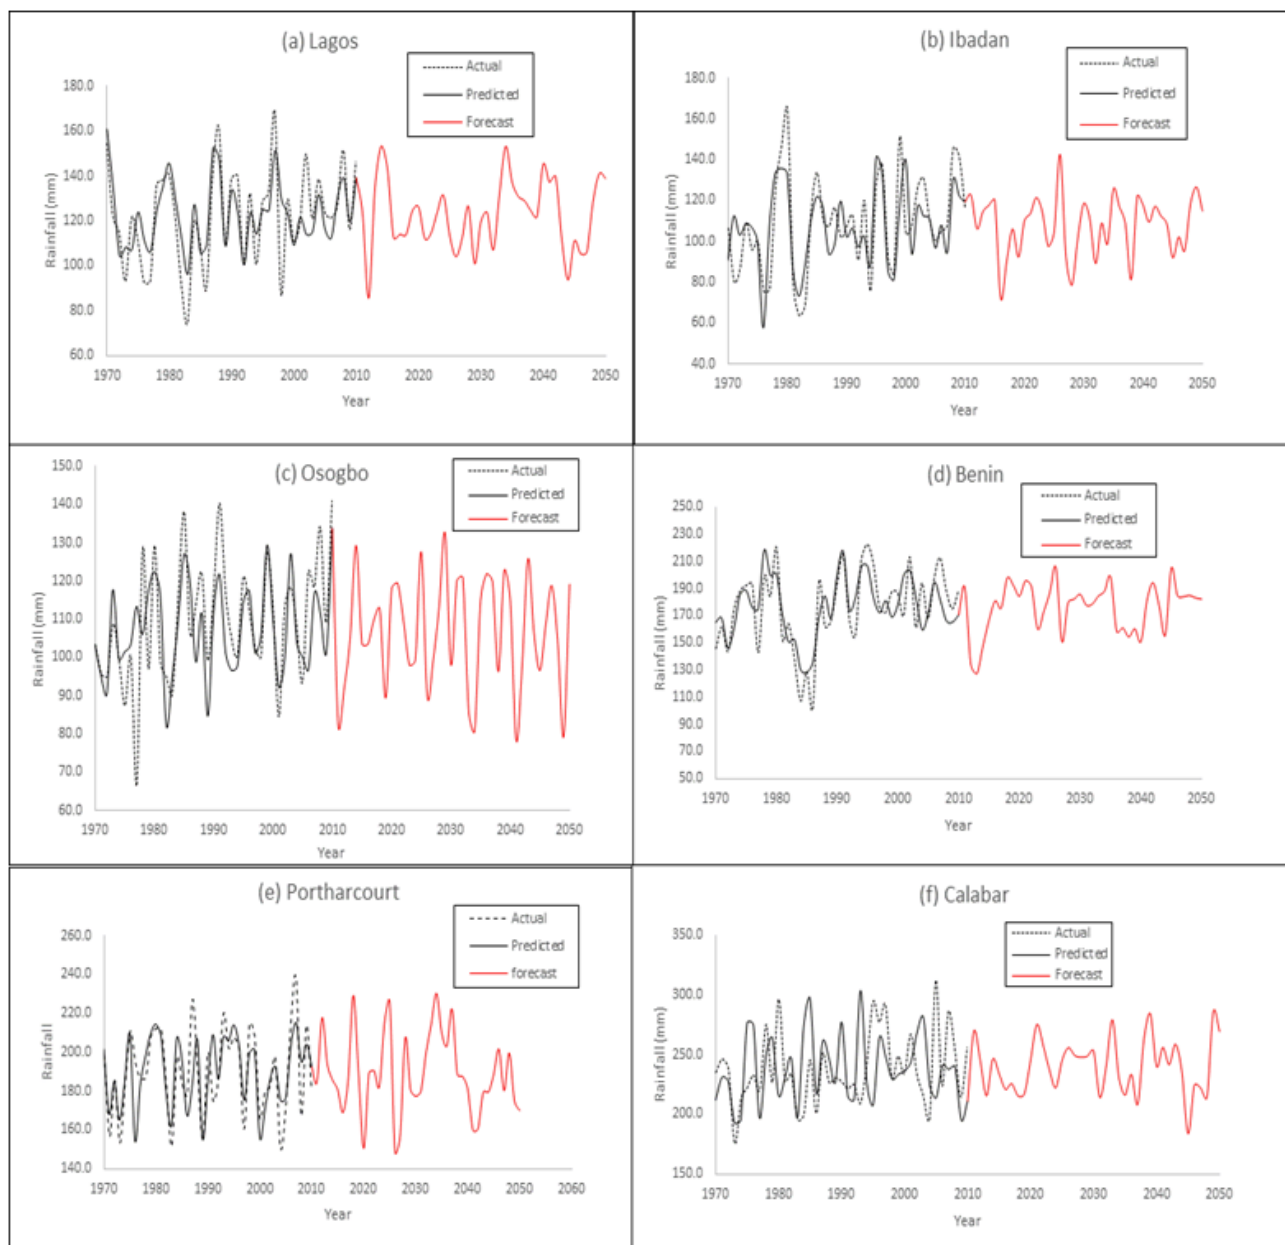 (a) Lagos
Actual
Predicted
Forecast
180.0
160.0
140.0
120.0
100.0
80.0
60.0
Rainfall (mm)
1970 1980 1990 2000 2010 2020 2030 2040 2050
Year
(b) Ibadan
Actual
Predicted
Forecast
180.0
160.0
140.0
120.0
100.0
80.0
60.0
40.0
Rainfall (mm)
1970 1980 1990 2000 2010 2020 2030 2040 2050
Year
(c) Osogbo
Actual
Predicted
Forecast
150.0
140.0
130.0
120.0
110.0
100.0
90.0
80.0
70.0
60.0
Rainfall (mm)
1970 1980 1990 2000 2010 2020 2030 2040 2050
Year
(d) Benin
Actual
Predicted
Forecast
250.0
230.0
210.0
190.0
170.0
150.0
130.0
110.0
90.0
70.0
50.0
Rainfall (mm)
1970 1980 1990 2000 2010 2020 2030 2040 2050
Year
(e) Portharcourt
Actual
Predicted
forecast
260.0
240.0
220.0
200.0
180.0
160.0
140.0
Rainfall
1970 1980 1990 2000 2010 2020 2030 2040 2050 2060
Year
(f) Calabar
Actual
Predicted
Forecast
350.0
300.0
250.0
200.0
150.0
Rainfall (mm)
1970 1980 1990 2000 2010 2020 2030 2040 2050
Year